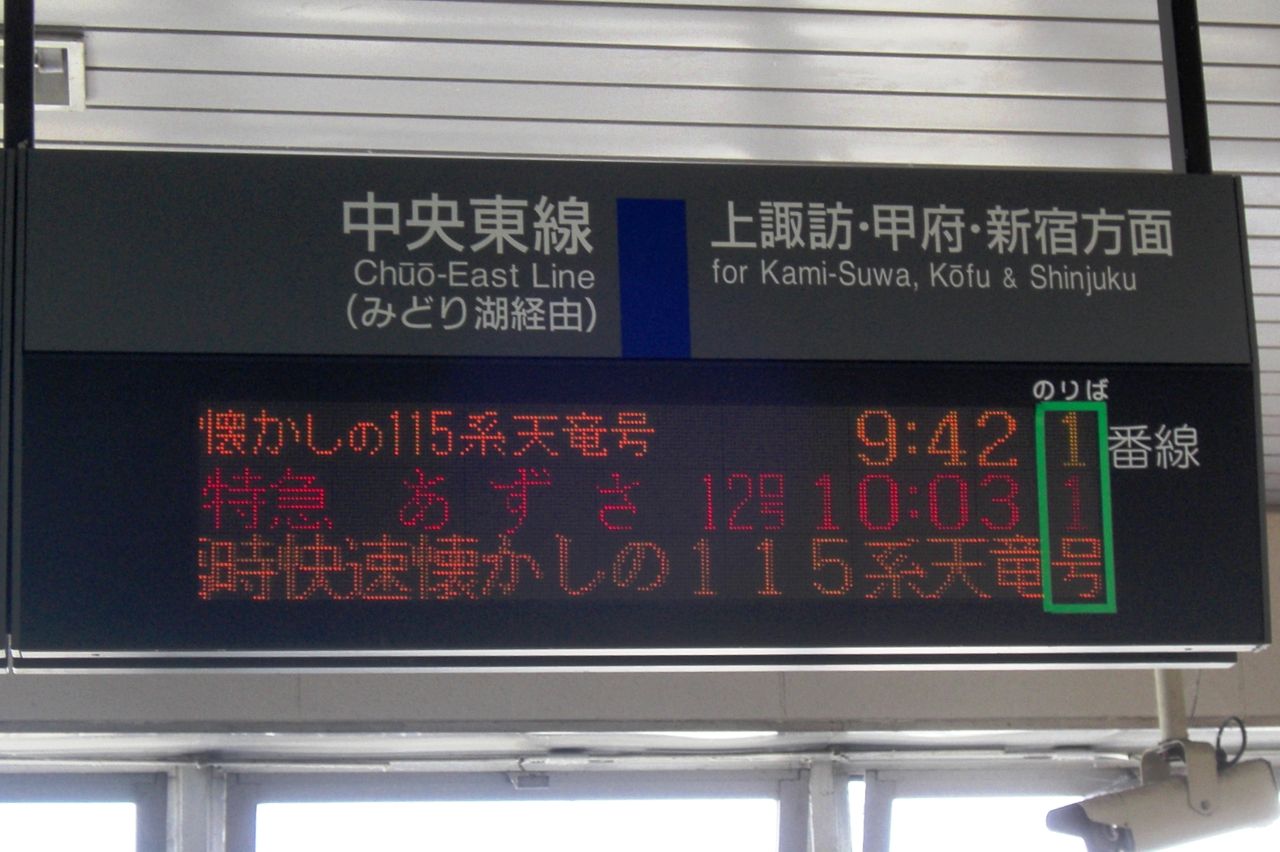 中央東線
Chūō-East Line
(みどり湖経由)
上諏訪・甲府・新宿方面
for Kami-Suwa, Kōfu & Shinjuku
のりば
懐かしの115系天竜号 9:42 1 番線
特急 あずさ 12号 10:03 1
時快速懐かしの115系天竜号